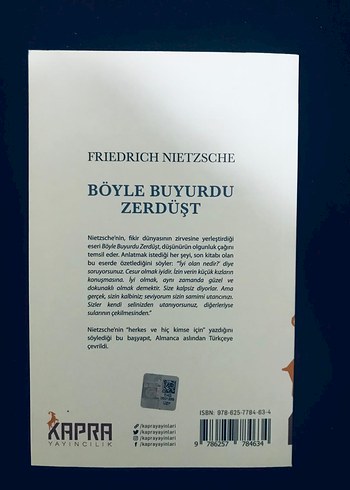 FRIEDRICH NIETZSCHE
BÖYLE BUYURDU
ZERDÜŞT
Nietzsche'nin, fikir dünyasının zirvesine yerleştirdiği
eseri Böyle Buyurdu Zerdüşt, düşünürün olgunluk çağını
temsil eder. Anlatmak istediği her şeyi, son kitabı olan
bu eserde özetlediğini söyler: "'İyi olan nedir?' diye
soruyorsunuz. Cesur olmak iyidir. İzin verin küçük kızların
konuşmasına. İyi olmak, aynı zamanda güzel ve
dokunaklı olmak demektir. Size kalpsiz diyorlar. Ama
gerçek, sizin kalbiniz; seviyorum sizin samimi utancınızı.
Sizler kendi selinizden utanıyorsunuz, diğerleriyse
sularının çekilmesinden."
Nietzsche'nin "herkes ve hiç kimse için" yazdığını
söylediği bu başyapıt, Almanca aslından Türkçeye
çevrildi.
KAPRA
YAYINCILIK
/kaprayayinlari
/kaprayayinlari
/kaprayayinlari
ISBN: 978-625-7784-63-4
9 786257 784634